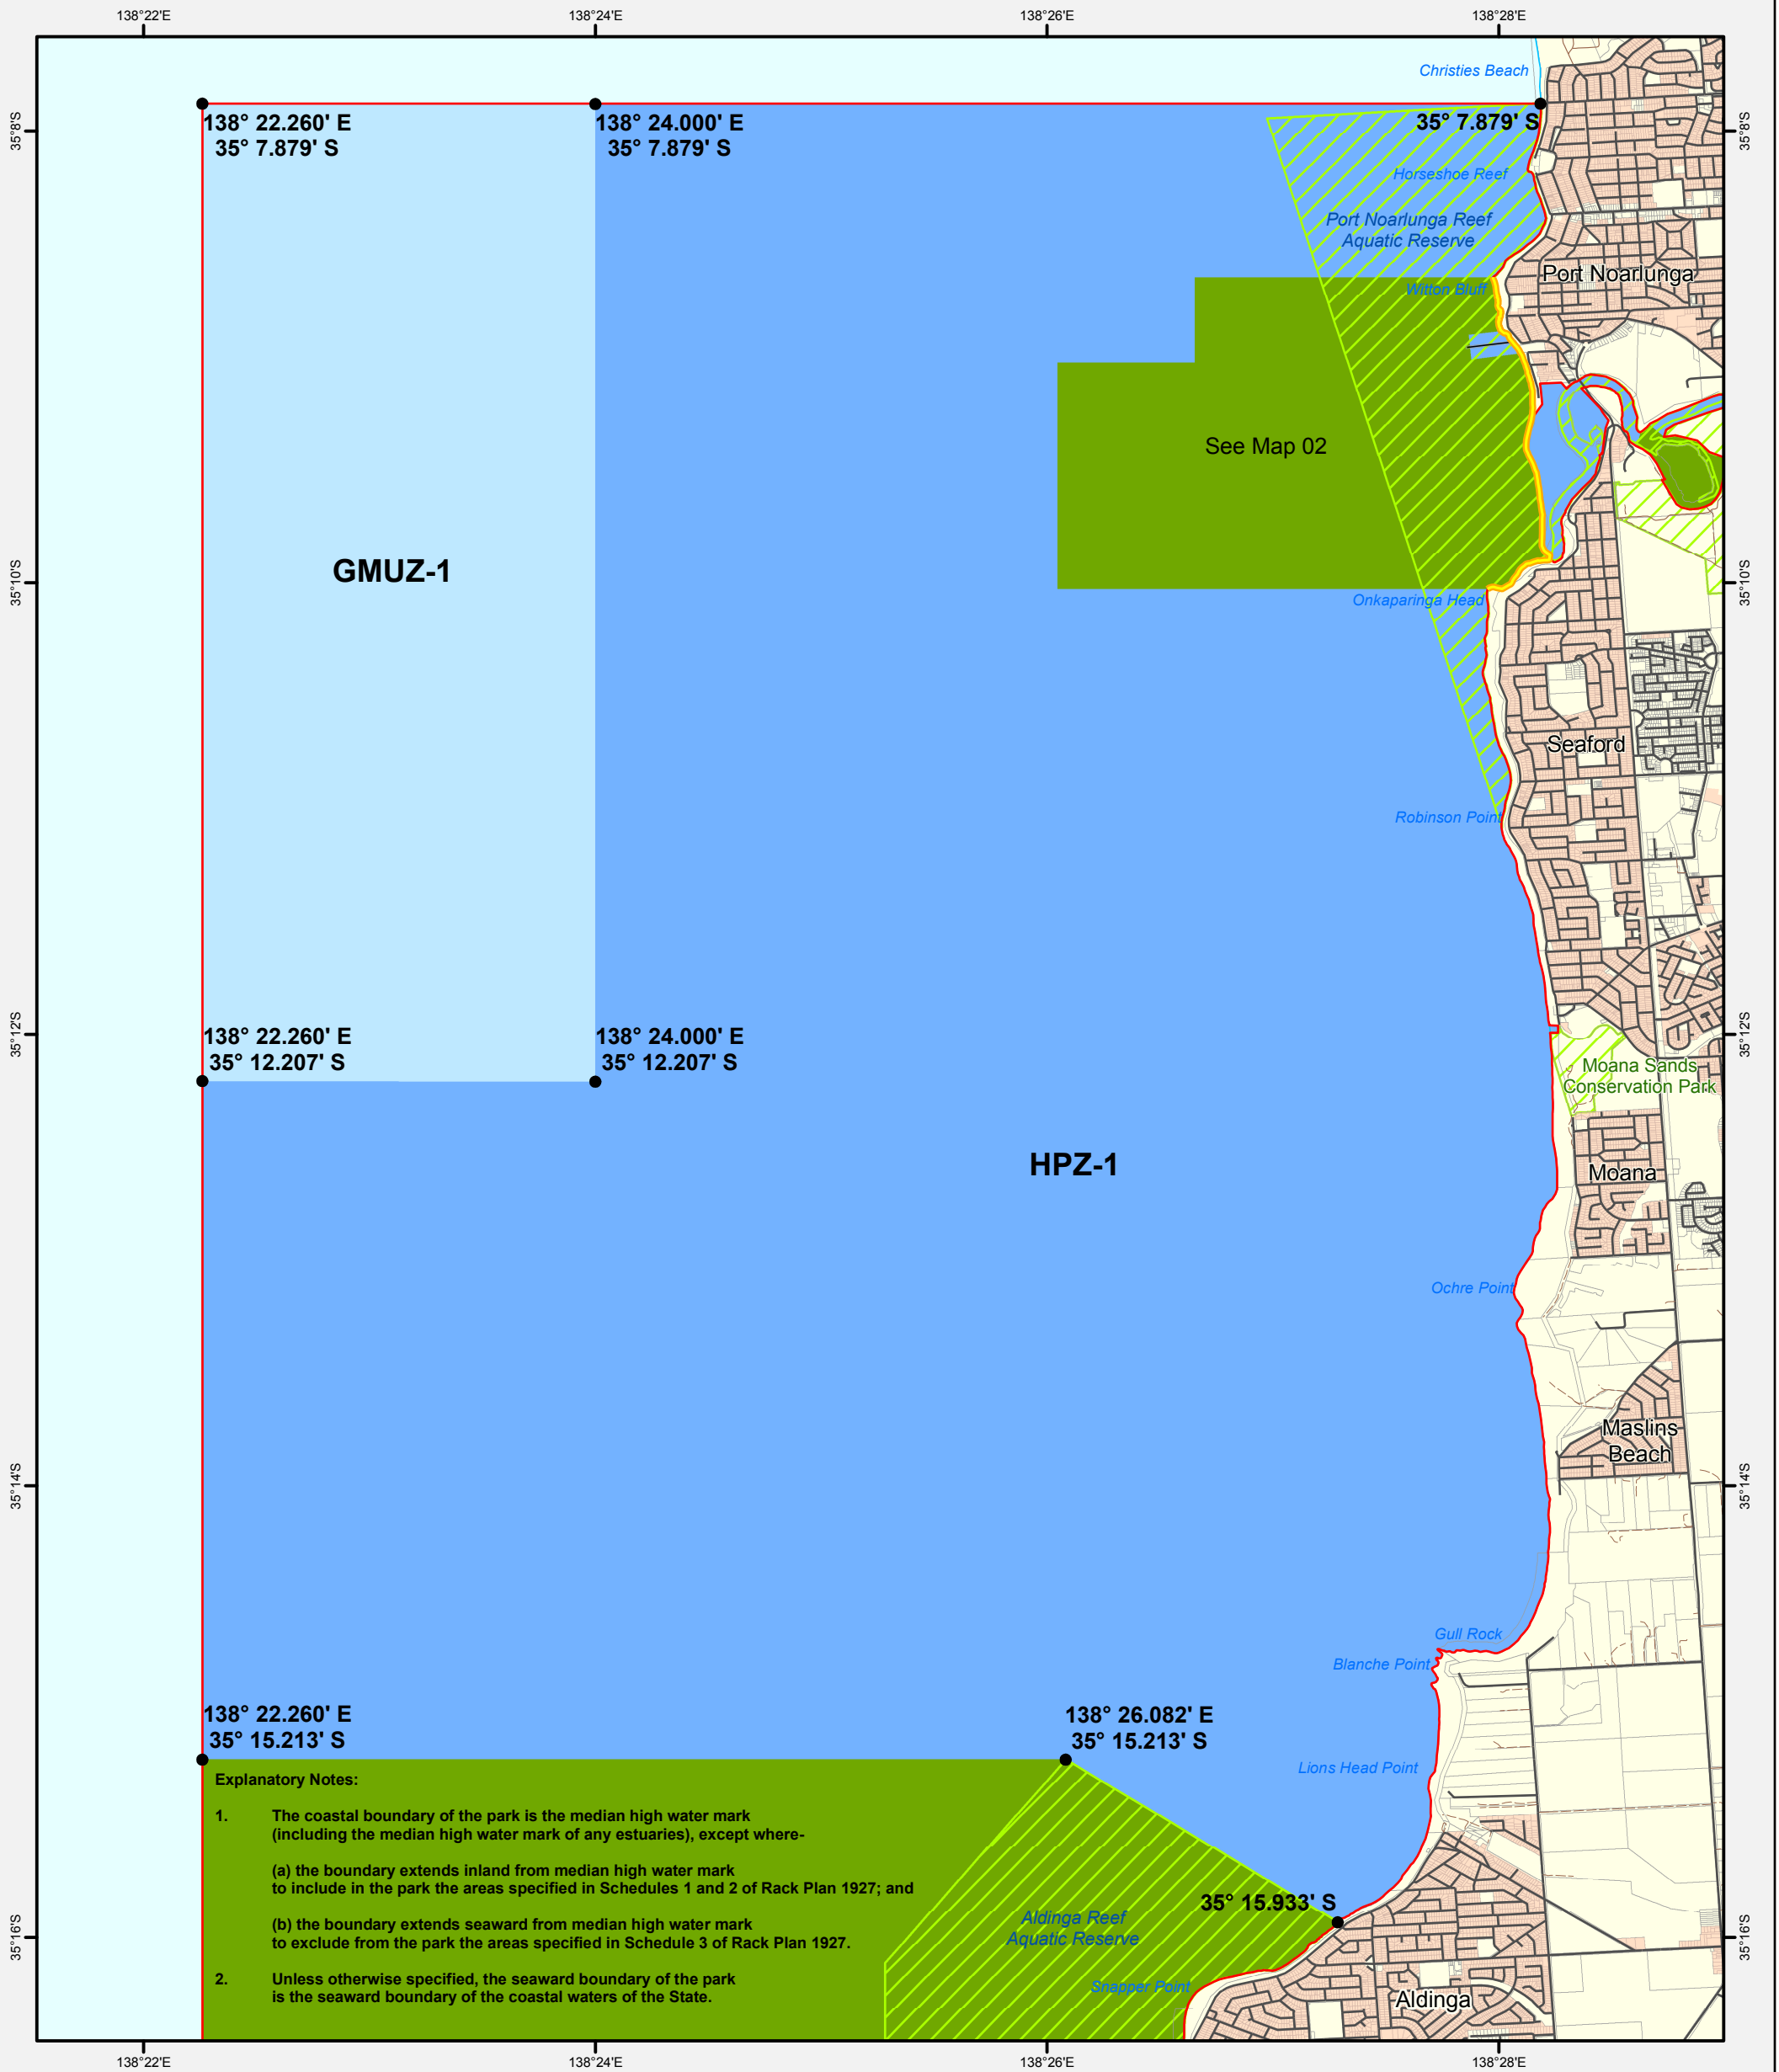 138°22'E
138°24'E
138°26'E
138°28'E
Christies Beach
35°8'S
35°8'S
138° 22.260' E
35° 7.879' S
138° 24.000' E
35° 7.879' S
35° 7.879' S
Horseshoe Reef
Port Noarlunga Reef
Aquatic Reserve
Port Noarlunga
Witton Bluff
See Map 02
GMUZ-1
35°10'S
35°10'S
Onkaparinga Head
Seaford
Robinson Point
35°12'S
35°12'S
138° 22.260' E
35° 12.207' S
138° 24.000' E
35° 12.207' S
Moana Sands
Conservation Park
HPZ-1
Moana
Ochre Point
Maslins
Beach
35°14'S
35°14'S
Gull Rock
Blanche Point
138° 22.260' E
35° 15.213' S
138° 26.082' E
35° 15.213' S
Lions Head Point
Explanatory Notes:
1. The coastal boundary of the park is the median high water mark
(including the median high water mark of any estuaries), except where-
(a) the boundary extends inland from median high water mark
to include in the park the areas specified in Schedules 1 and 2 of Rack Plan 1927; and
(b) the boundary extends seaward from median high water mark
to exclude from the park the areas specified in Schedule 3 of Rack Plan 1927.
2. Unless otherwise specified, the seaward boundary of the park
is the seaward boundary of the coastal waters of the State.
35° 15.933' S
Aldinga Reef
Aquatic Reserve
35°16'S
35°16'S
Snapper Point
Aldinga
138°22'E
138°24'E
138°26'E
138°28'E